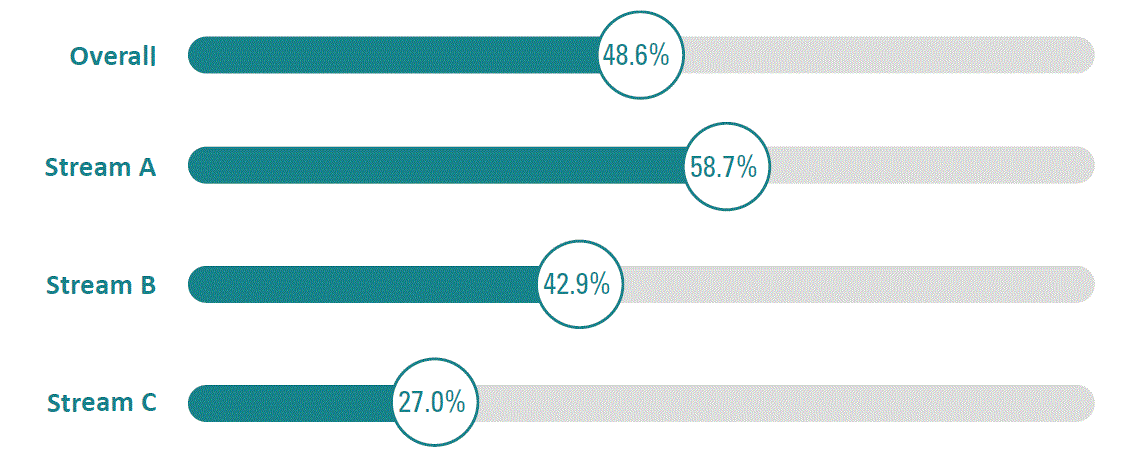 Overall 48.6%
Stream A 58.7%
Stream B 42.9%
Stream C 27.0%